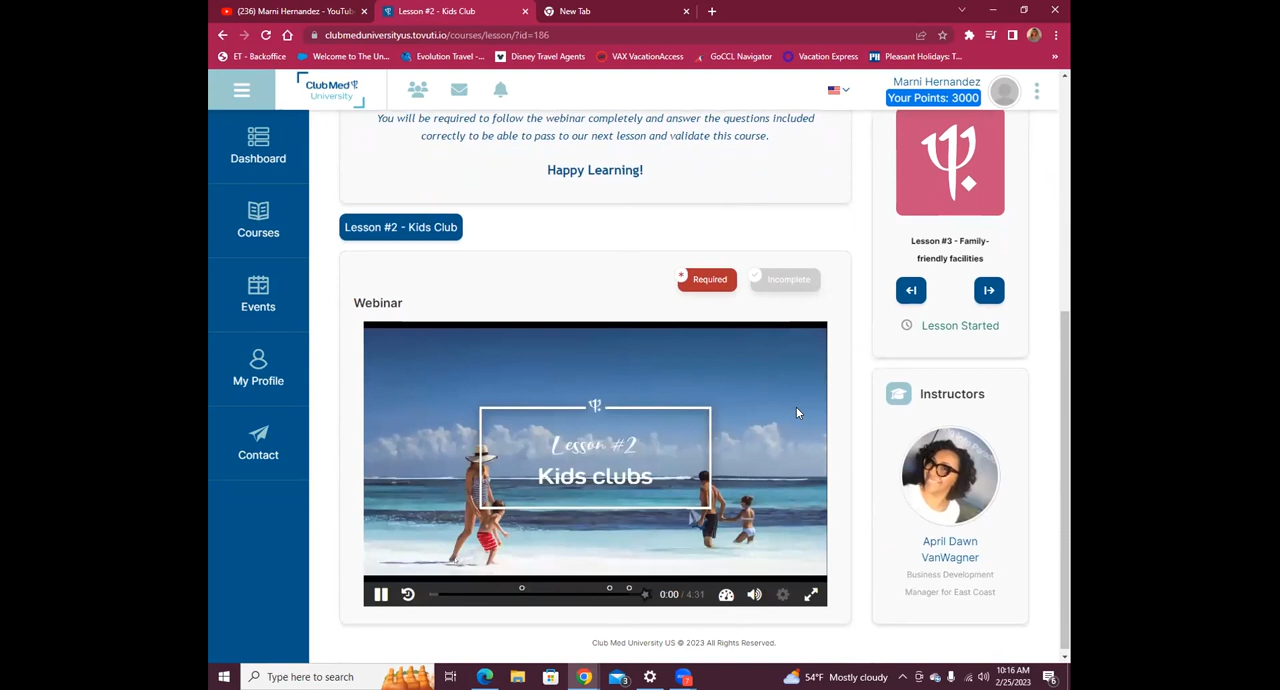 (236) Marni Hernandez - YouTub
Lesson #2 - Kids Club
New Tab
clubmeduniversityus.tovuti.io/courses/lesson/?id=186
ET - Backoffice
Welcome to The Un...
Evolution Travel -...
Disney Travel Agents
VAX VacationAccess
GoCCL Navigator
Vacation Express
Pleasant Holidays: T...
»
Club Med
University
Marni Hernandez
Your Points: 3000
You will be required to follow the webinar completely and answer the questions included
correctly to be able to pass to our next lesson and validate this course.
Happy Learning!
Dashboard
Courses
Events
My Profile
Contact
Lesson #2 - Kids Club
* Required
Incomplete
Webinar
Lesson #2
Kids clubs
0:00 / 4:31
Lesson #3 - Family-
friendly facilities
Lesson Started
Instructors
April Dawn
VanWagner
Business Development
Manager for East Coast
Club Med University US © 2023 All Rights Reserved.
Type here to search
54°F Mostly cloudy
10:16 AM
2/25/2023